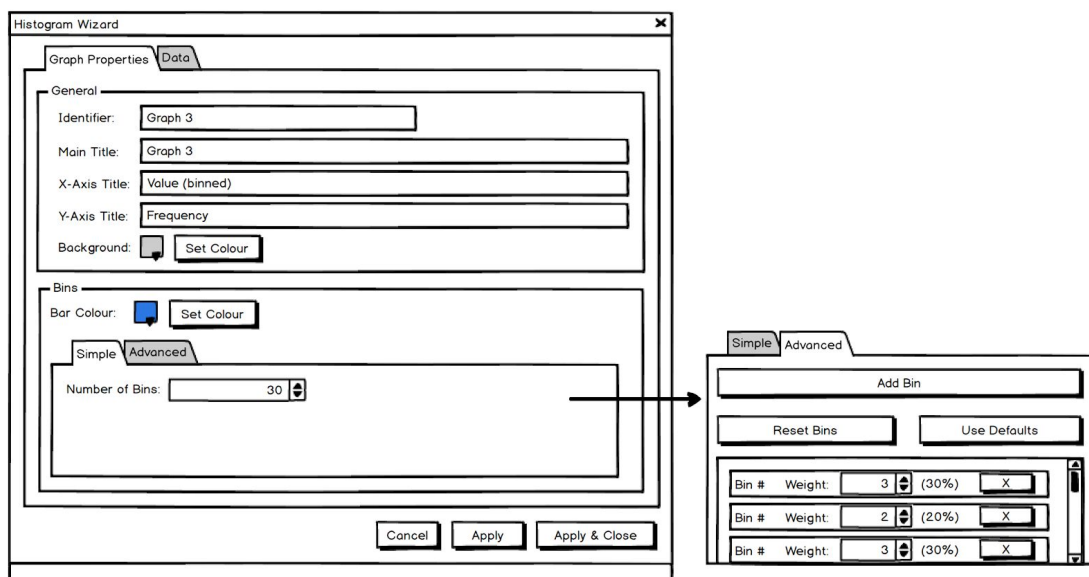 Histogram Wizard X
Graph Properties Data
General
Identifier: Graph 3
Main Title: Graph 3
X-Axis Title: Value (binned)
Y-Axis Title: Frequency
Background: Set Colour
Bins
Bar Colour: Set Colour
Simple Advanced
Number of Bins: 30
Cancel Apply Apply & Close
Simple Advanced
Add Bin
Reset Bins Use Defaults
Bin # Weight: 3 (30%) X
Bin # Weight: 2 (20%) X
Bin # Weight: 3 (30%) X